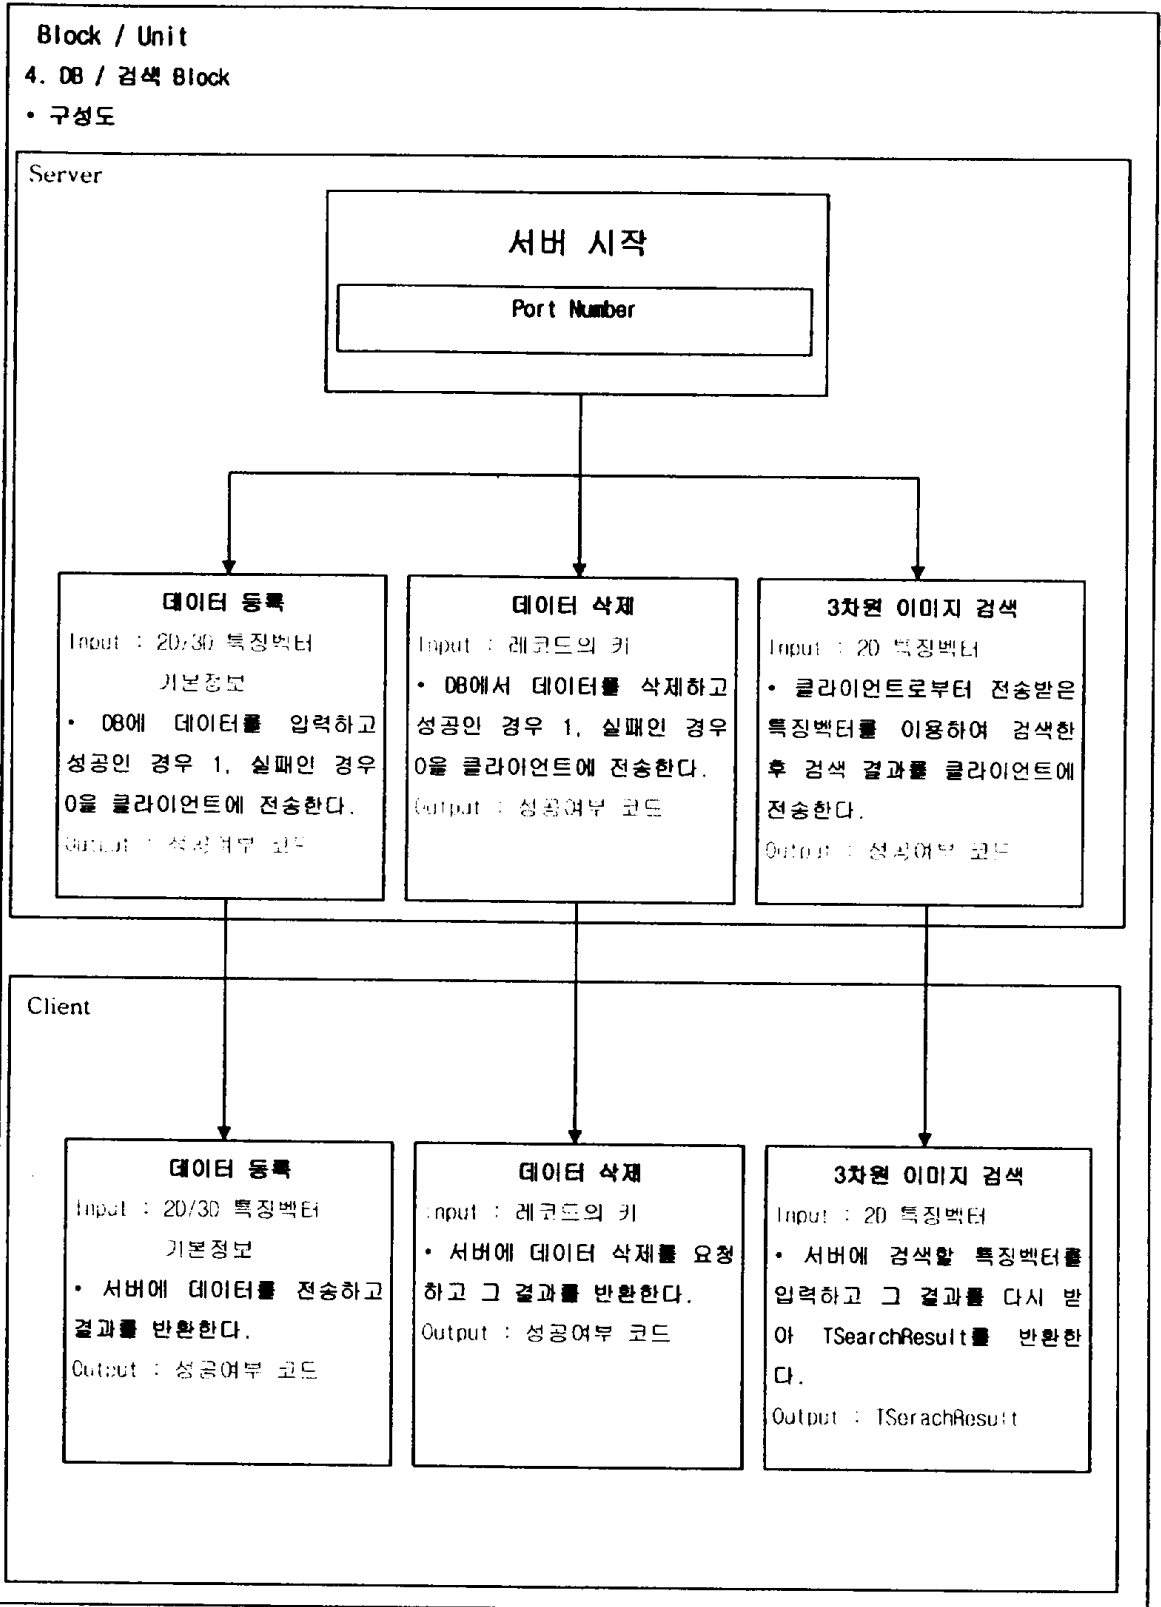 Block / Unit
4. DB / 검색 Block
• 구성도
Server
서버 시작
Port Number
데이터 등록
Input : 2D/3D 특징벡터
기본정보
• DB에 데이터를 입력하고
성공인 경우 1, 실패인 경우
0을 클라이언트에 전송한다.
Output : 성공여부 코드
데이터 삭제
Input : 레코드의 키
• DB에서 데이터를 삭제하고
성공인 경우 1, 실패인 경우
0을 클라이언트에 전송한다.
Output : 성공여부 코드
3차원 이미지 검색
Input : 2D 특징벡터
• 클라이언트로부터 전송받은
특징벡터를 이용하여 검색한
후 검색 결과를 클라이언트에
전송한다.
Output : 성공여부 코드
Client
데이터 등록
Input : 2D/3D 특징벡터
기본정보
• 서버에 데이터를 전송하고
결과를 반환한다.
Output : 성공여부 코드
데이터 삭제
Input : 레코드의 키
• 서버에 데이터 삭제를 요청
하고 그 결과를 반환한다.
Output : 성공여부 코드
3차원 이미지 검색
Input : 2D 특징벡터
• 서버에 검색할 특징벡터를
입력하고 그 결과를 다시 받
아 TSearchResult를 반환한
다.
Output : TSerachResult